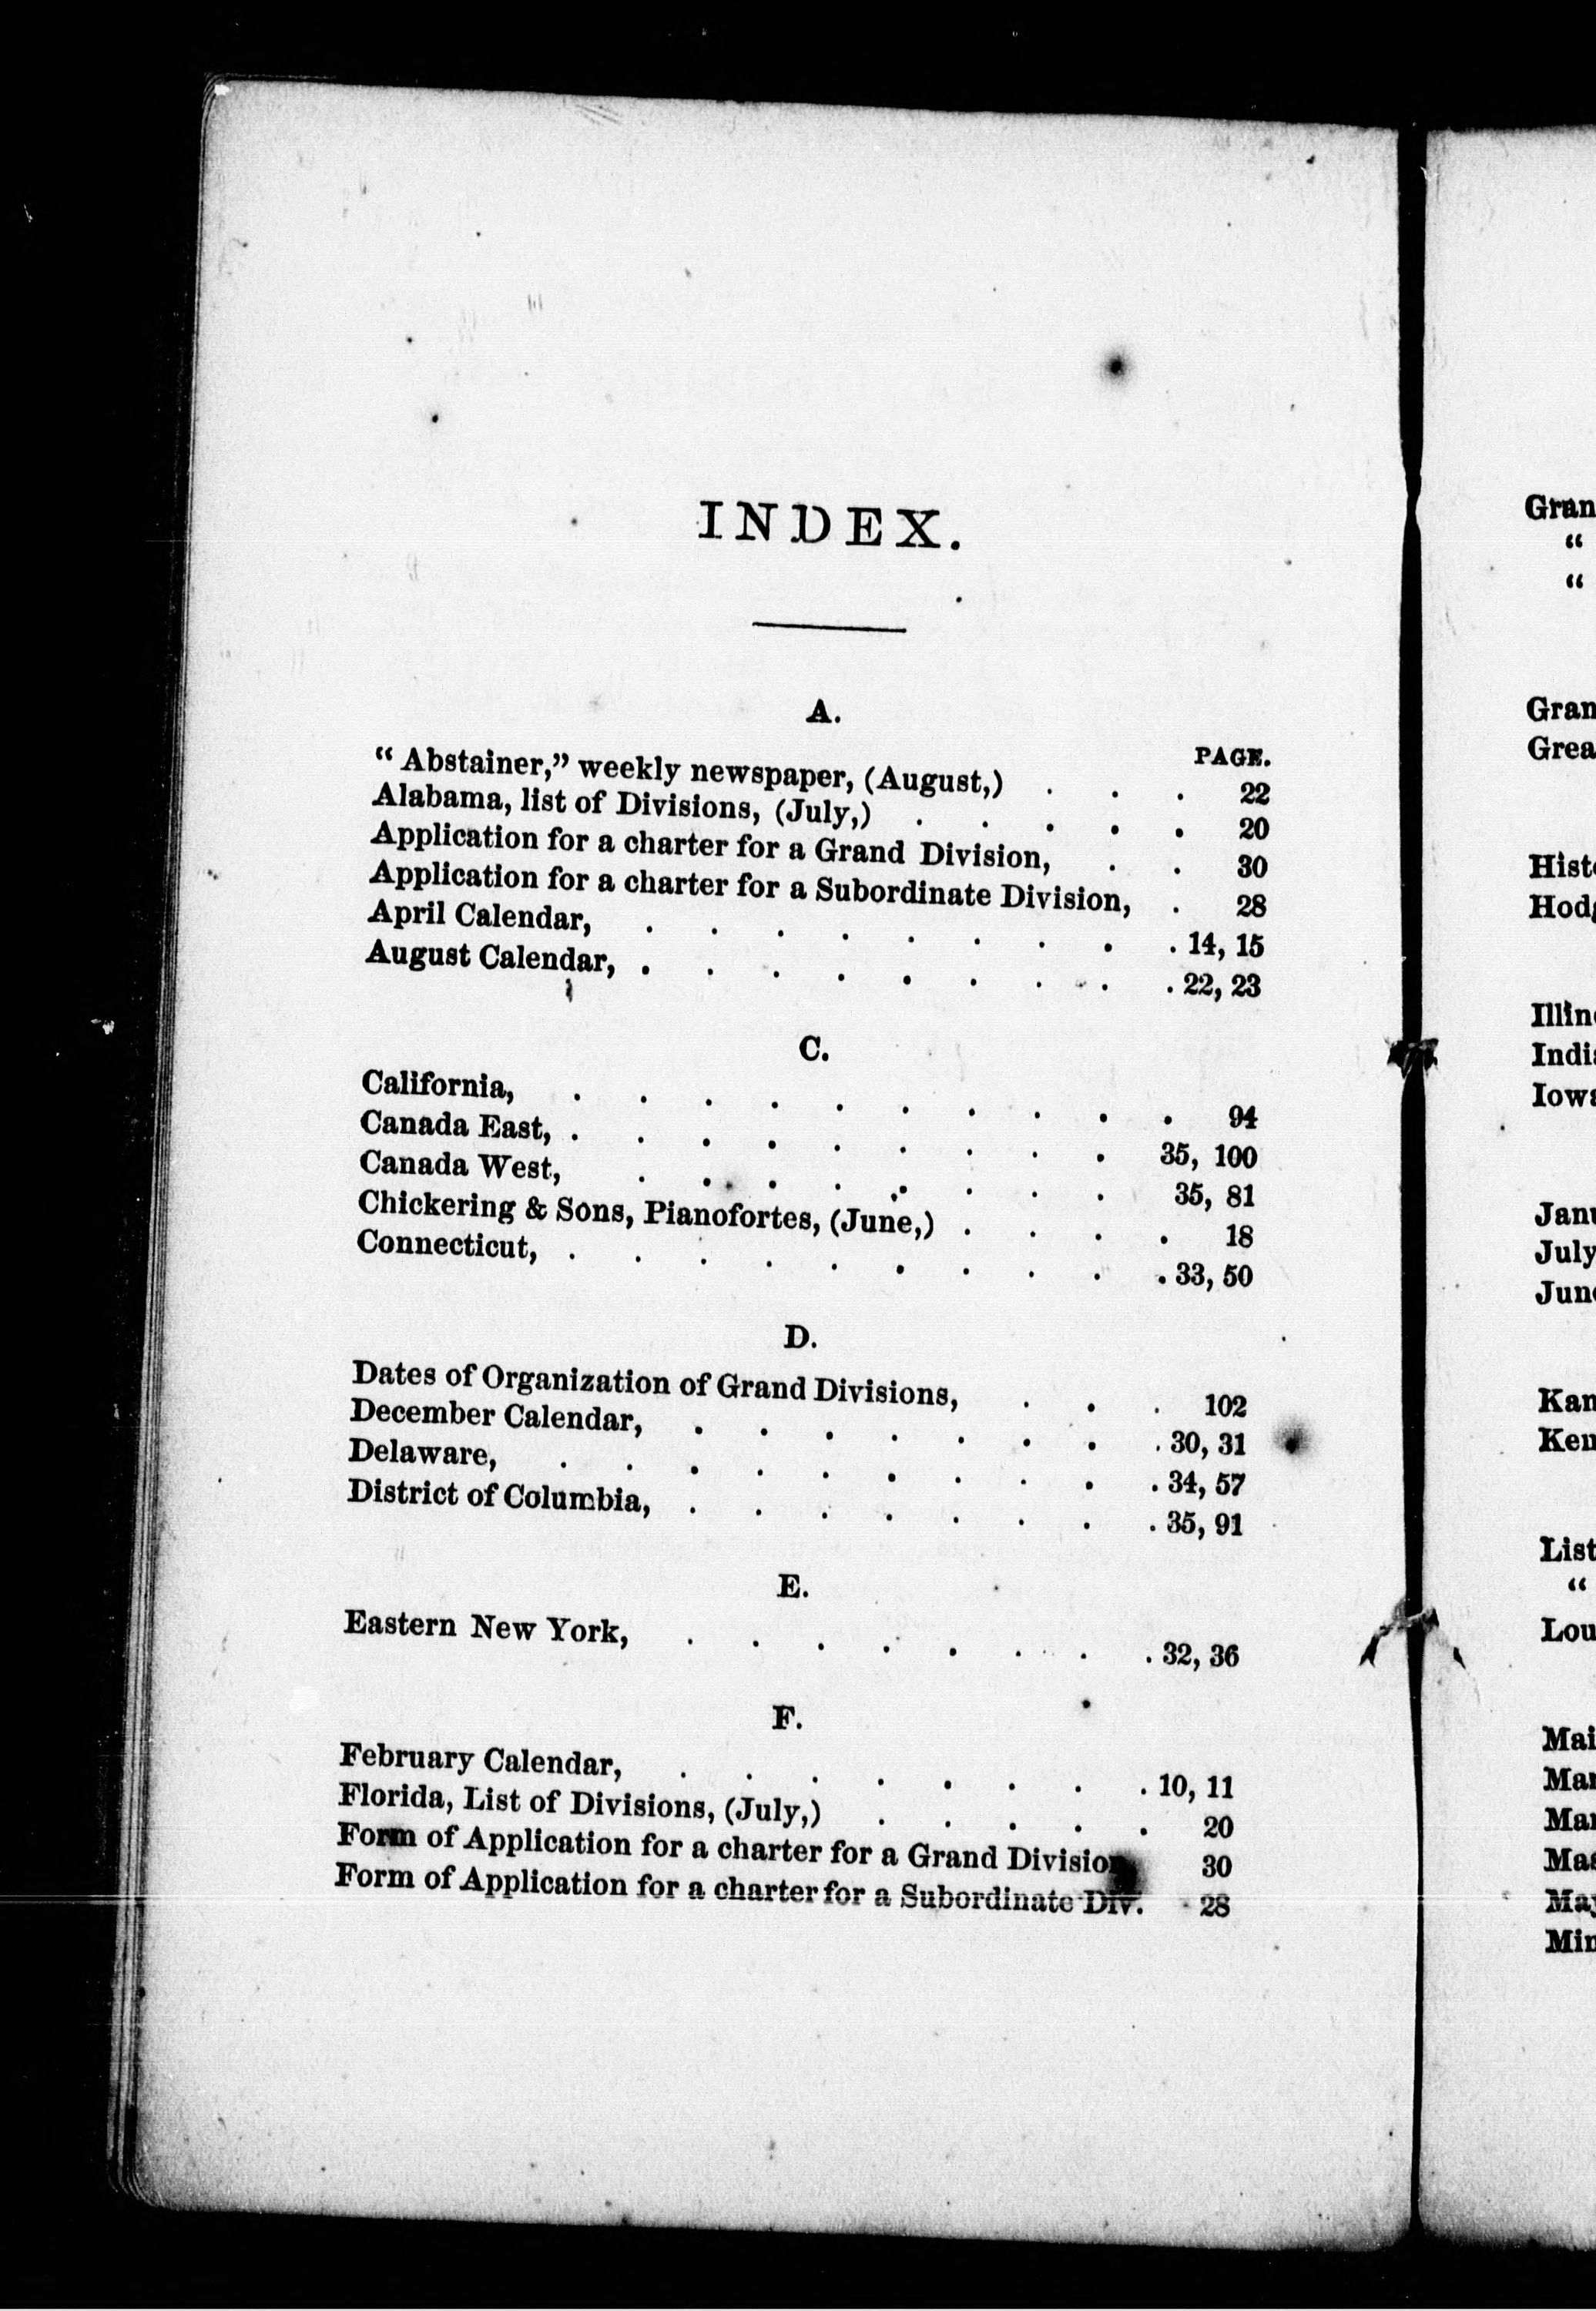 INDEX.
A.
PAGE.
“ Abstainer,” weekly newspaper, (August,) . . . 22
Alabama, list of Divisions, (July,) . . . . . 20
Application for a charter for a Grand Division, . . 30
Application for a charter for a Subordinate Division, . 28
April Calendar, . . . . . . . . . 14, 15
August Calendar, . . . . . . . . . 22, 23
C.
California, . . . . . . . . . . 94
Canada East, . . . . . . . . . 35, 100
Canada West, . . . . . . . . 35, 81
Chickering & Sons, Pianofortes, (June,) . . . . 18
Connecticut, . . . . . . . . . . 33, 50
D.
Dates of Organization of Grand Divisions, . . . 102
December Calendar, . . . . . . . . 30, 31
Delaware, . . . . . . . . . . 34, 57
District of Columbia, . . . . . . . . 35, 91
E.
Eastern New York, . . . . . . . . 32, 36
F.
February Calendar, . . . . . . . . 10, 11
Florida, List of Divisions, (July,) . . . . . 20
Form of Application for a charter for a Grand Division 30
Form of Application for a charter for a Subordinate Div. 28
“
“
July
“